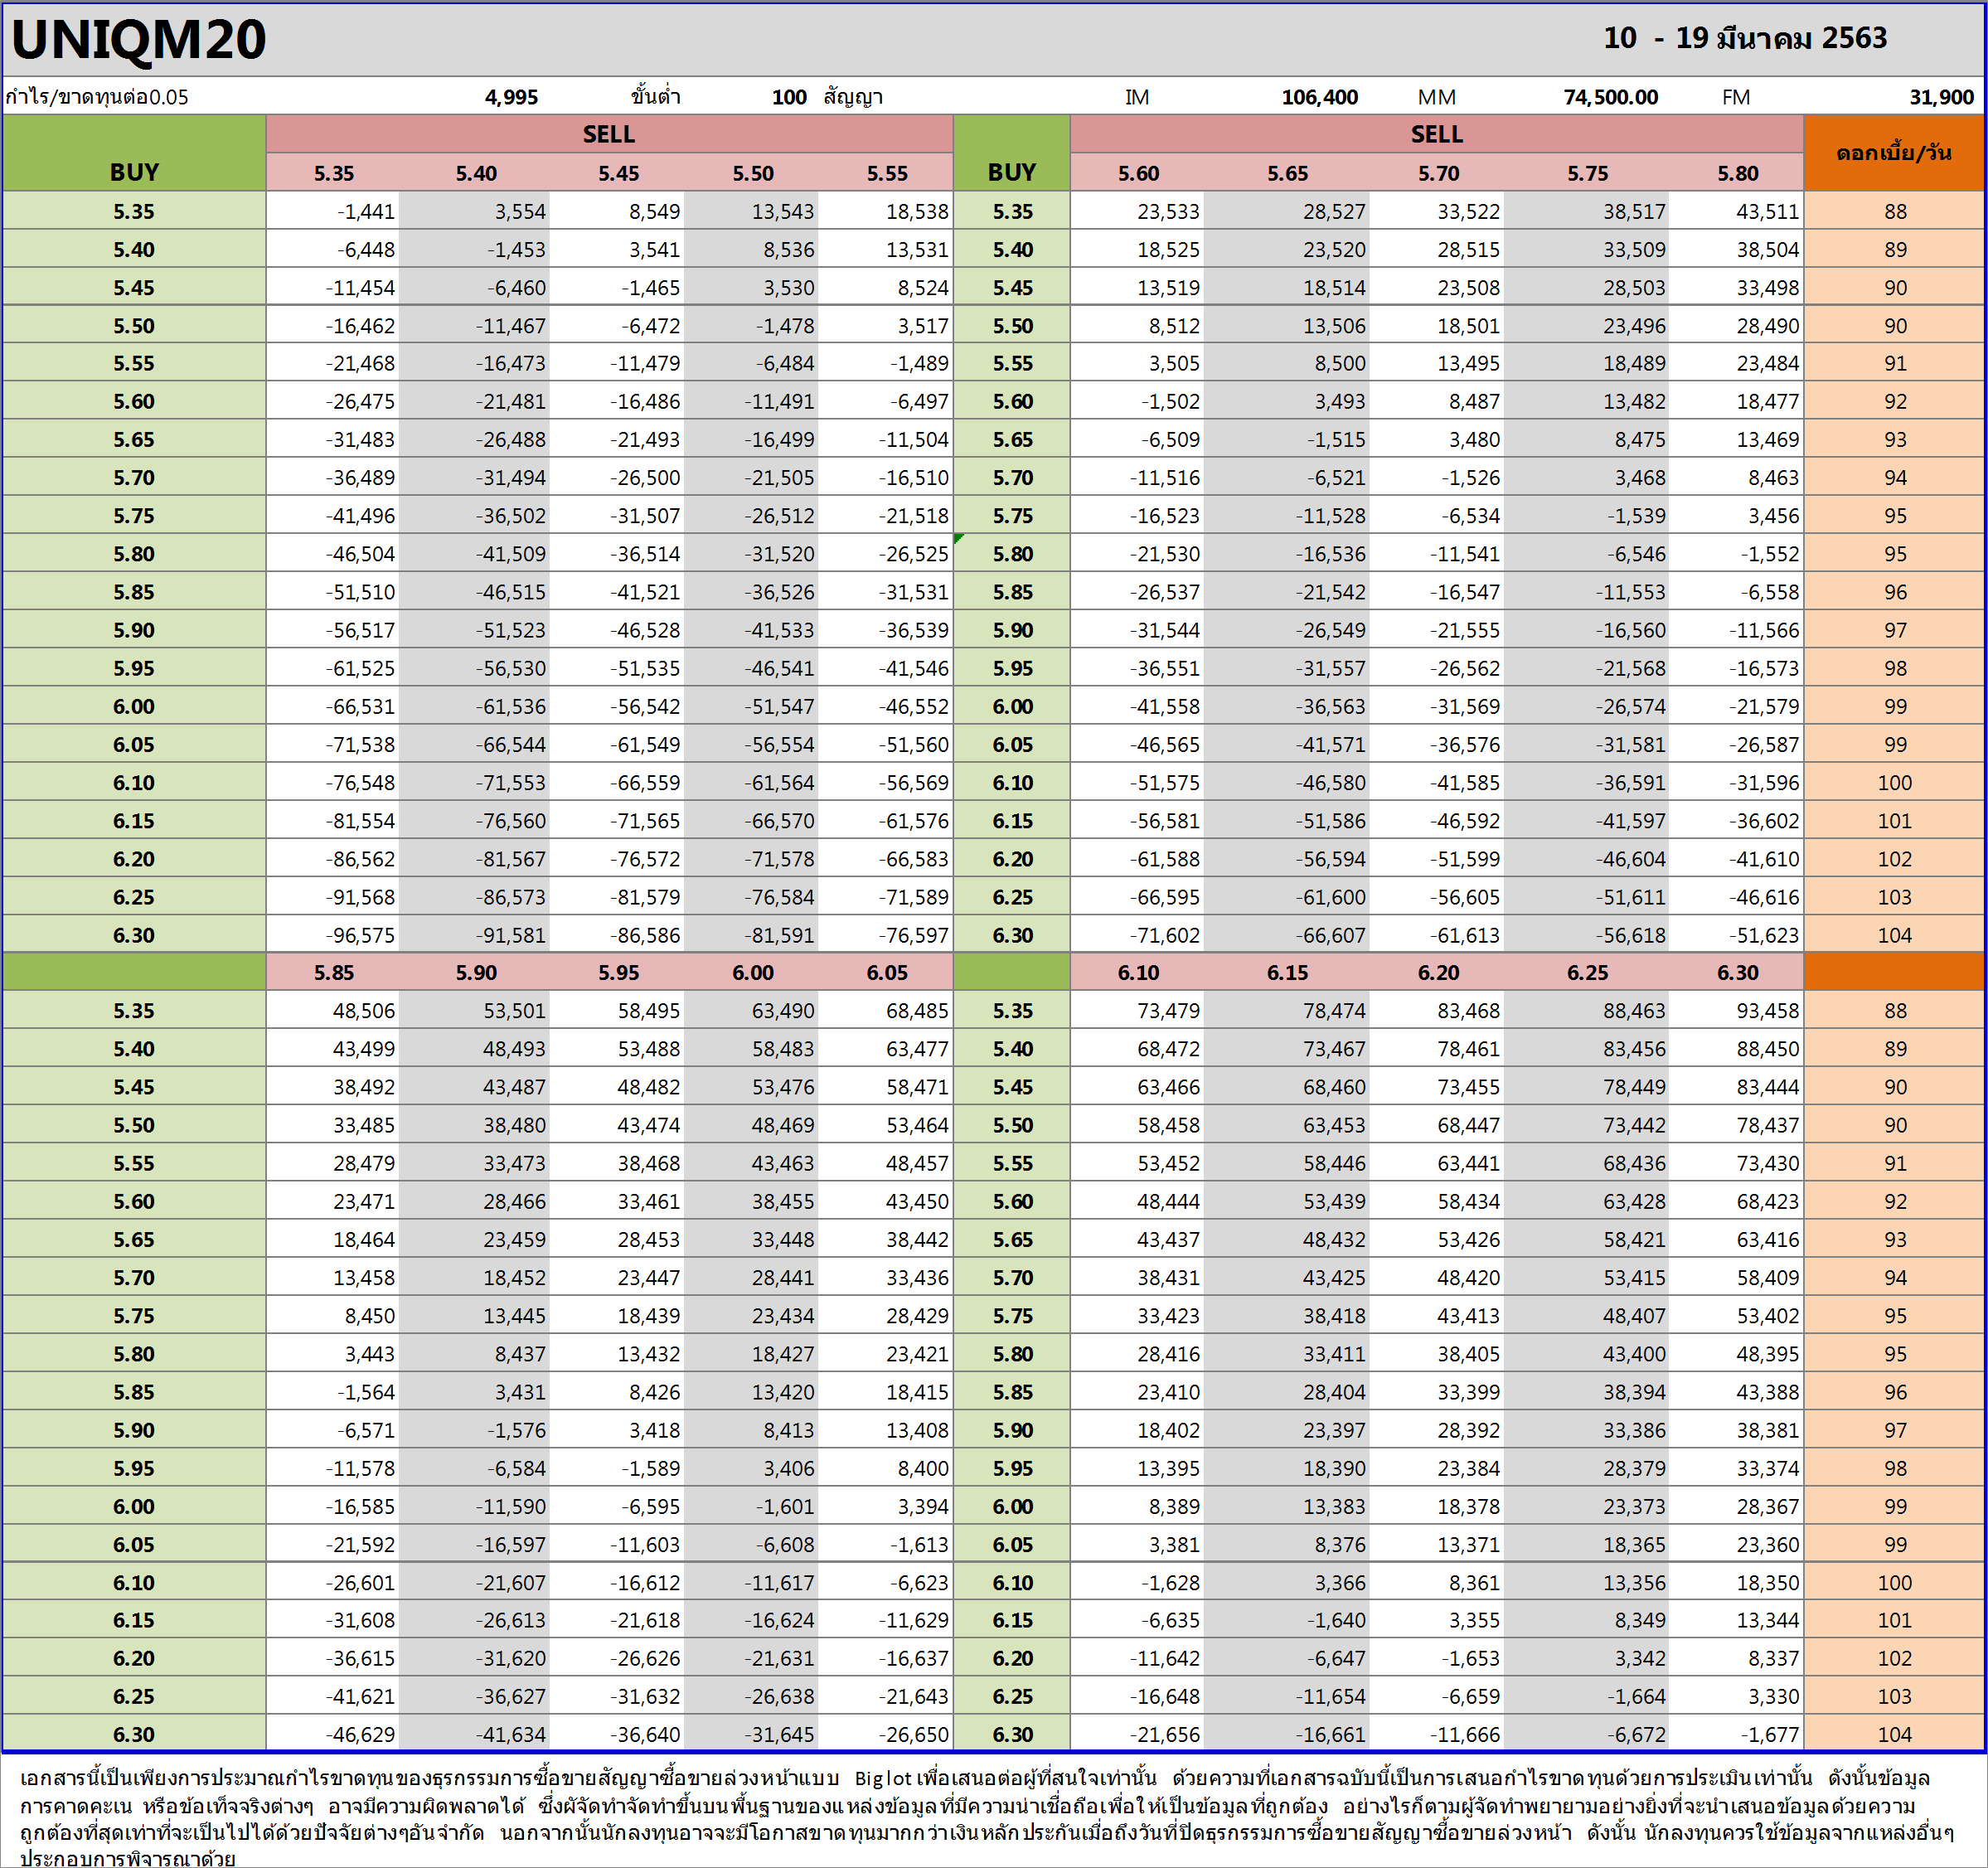 UNIQM20 10 - 19 มีนาคม 2563
กำไร/ขาดทุนต่อ0.05 4,995 ขั้นต่ำ 100 สัญญา IM 106,400 MM 74,500.00 FM 31,900
SELL SELL
BUY BUY ดอกเบี้ย/วัน
5.35 5.40 5.45 5.50 5.55 5.60 5.65 5.70 5.75 5.80
5.35 -1,441 3,554 8,549 13,543 18,538 5.35 23,533 28,527 33,522 38,517 43,511 88
5.40 -6,448 -1,453 3,541 8,536 13,531 5.40 18,525 23,520 28,515 33,509 38,504 89
5.45 -11,454 -6,460 -1,465 3,530 8,524 5.45 13,519 18,514 23,508 28,503 33,498 90
5.50 -16,462 -11,467 -6,472 -1,478 3,517 5.50 8,512 13,506 18,501 23,496 28,490 90
5.55 -21,468 -16,473 -11,479 -6,484 -1,489 5.55 3,505 8,500 13,495 18,489 23,484 91
5.60 -26,475 -21,481 -16,486 -11,491 -6,497 5.60 -1,502 3,493 8,487 13,482 18,477 92
5.65 -31,483 -26,488 -21,493 -16,499 -11,504 5.65 -6,509 -1,515 3,480 8,475 13,469 93
5.70 -36,489 -31,494 -26,500 -21,505 -16,510 5.70 -11,516 -6,521 -1,526 3,468 8,463 94
5.75 -41,496 -36,502 -31,507 -26,512 -21,518 5.75 -16,523 -11,528 -6,534 -1,539 3,456 95
5.80 -46,504 -41,509 -36,514 -31,520 -26,525 5.80 -21,530 -16,536 -11,541 -6,546 -1,552 95
5.85 -51,510 -46,515 -41,521 -36,526 -31,531 5.85 -26,537 -21,542 -16,547 -11,553 -6,558 96
5.90 -56,517 -51,523 -46,528 -41,533 -36,539 5.90 -31,544 -26,549 -21,555 -16,560 -11,566 97
5.95 -61,525 -56,530 -51,535 -46,541 -41,546 5.95 -36,551 -31,557 -26,562 -21,568 -16,573 98
6.00 -66,531 -61,536 -56,542 -51,547 -46,552 6.00 -41,558 -36,563 -31,569 -26,574 -21,579 99
6.05 -71,538 -66,544 -61,549 -56,554 -51,560 6.05 -46,565 -41,571 -36,576 -31,581 -26,587 99
6.10 -76,548 -71,553 -66,559 -61,564 -56,569 6.10 -51,575 -46,580 -41,585 -36,591 -31,596 100
6.15 -81,554 -76,560 -71,565 -66,570 -61,576 6.15 -56,581 -51,586 -46,592 -41,597 -36,602 101
6.20 -86,562 -81,567 -76,572 -71,578 -66,583 6.20 -61,588 -56,594 -51,599 -46,604 -41,610 102
6.25 -91,568 -86,573 -81,579 -76,584 -71,589 6.25 -66,595 -61,600 -56,605 -51,611 -46,616 103
6.30 -96,575 -91,581 -86,586 -81,591 -76,597 6.30 -71,602 -66,607 -61,613 -56,618 -51,623 104
5.85 5.90 5.95 6.00 6.05 6.10 6.15 6.20 6.25 6.30
5.35 48,506 53,501 58,495 63,490 68,485 5.35 73,479 78,474 83,468 88,463 93,458 88
5.40 43,499 48,493 53,488 58,483 63,477 5.40 68,472 73,467 78,461 83,456 88,450 89
5.45 38,492 43,487 48,482 53,476 58,471 5.45 63,466 68,460 73,455 78,449 83,444 90
5.50 33,485 38,480 43,474 48,469 53,464 5.50 58,458 63,453 68,447 73,442 78,437 90
5.55 28,479 33,473 38,468 43,463 48,457 5.55 53,452 58,446 63,441 68,436 73,430 91
5.60 23,471 28,466 33,461 38,455 43,450 5.60 48,444 53,439 58,434 63,428 68,423 92
5.65 18,464 23,459 28,453 33,448 38,442 5.65 43,437 48,432 53,426 58,421 63,416 93
5.70 13,458 18,452 23,447 28,441 33,436 5.70 38,431 43,425 48,420 53,415 58,409 94
5.75 8,450 13,445 18,439 23,434 28,429 5.75 33,423 38,418 43,413 48,407 53,402 95
5.80 3,443 8,437 13,432 18,427 23,421 5.80 28,416 33,411 38,405 43,400 48,395 95
5.85 -1,564 3,431 8,426 13,420 18,415 5.85 23,410 28,404 33,399 38,394 43,388 96
5.90 -6,571 -1,576 3,418 8,413 13,408 5.90 18,402 23,397 28,392 33,386 38,381 97
5.95 -11,578 -6,584 -1,589 3,406 8,400 5.95 13,395 18,390 23,384 28,379 33,374 98
6.00 -16,585 -11,590 -6,595 -1,601 3,394 6.00 8,389 13,383 18,378 23,373 28,367 99
6.05 -21,592 -16,597 -11,603 -6,608 -1,613 6.05 3,381 8,376 13,371 18,365 23,360 99
6.10 -26,601 -21,607 -16,612 -11,617 -6,623 6.10 -1,628 3,366 8,361 13,356 18,350 100
6.15 -31,608 -26,613 -21,618 -16,624 -11,629 6.15 -6,635 -1,640 3,355 8,349 13,344 101
6.20 -36,615 -31,620 -26,626 -21,631 -16,637 6.20 -11,642 -6,647 -1,653 3,342 8,337 102
6.25 -41,621 -36,627 -31,632 -26,638 -21,643 6.25 -16,648 -11,654 -6,659 -1,664 3,330 103
6.30 -46,629 -41,634 -36,640 -31,645 -26,650 6.30 -21,656 -16,661 -11,666 -6,672 -1,677 104
เอกสารนี้เป็นเพียงการประมาณกำไรขาดทุนของธุรกรรมการซื้อขายสัญญาซื้อขายล่วงหน้าแบบ Big lot เพื่อเสนอต่อผู้ที่สนใจเท่านั้น ด้วยความที่เอกสารฉบับนี้เป็นการเสนอกำไรขาดทุนด้วยการประเมินเท่านั้น ดังนั้นข้อมูล
การคาดคะเน หรือข้อเท็จจริงต่างๆ อาจมีความผิดพลาดได้ ซึ่งผัจัดทำจัดทำขึ้นบนพื้นฐานของแหล่งข้อมูลที่มีความน่าเชื่อถือเพื่อให้เป็นข้อมูลที่ถูกต้อง อย่างไรก็ตามผู้จัดทำพยายามอย่างยิ่งที่จะนำเสนอข้อมูลด้วยความ
ถูกต้องที่สุดเท่าที่จะเป็นไปได้ด้วยปัจจัยต่างๆอันจำกัด นอกจากนั้นนักลงทุนอาจจะมีโอกาสขาดทุนมากกว่าเงินหลักประกันเมื่อถึงวันที่ปิดธุรกรรมการซื้อขายสัญญาซื้อขายล่วงหน้า ดังนั้น นักลงทุนควรใช้ข้อมูลจากแหล่งอื่นๆ
ประกอบการพิจารณาด้วย